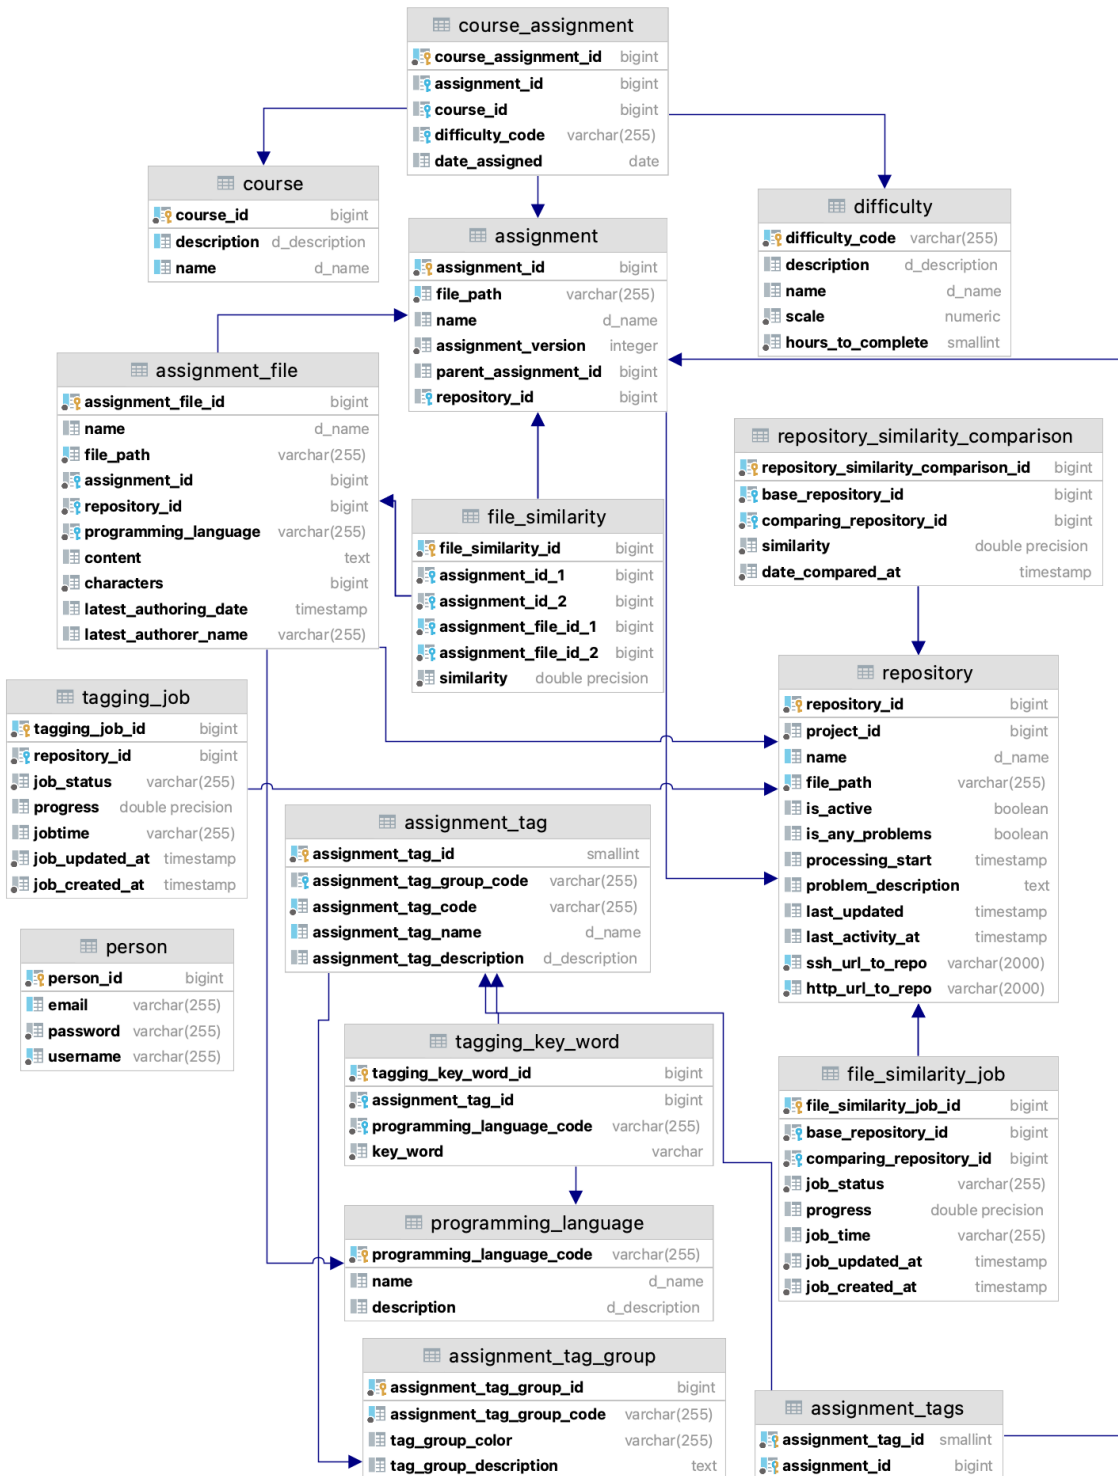 course_assignment
course_assignment_id bigint
assignment_id bigint
course_id bigint
difficulty_code varchar(255)
date_assigned date
course
course_id bigint
description d_description
name d_name
difficulty
difficulty_code varchar(255)
description d_description
name d_name
scale numeric
hours_to_complete smallint
assignment
assignment_id bigint
file_path varchar(255)
name d_name
assignment_version integer
parent_assignment_id bigint
repository_id bigint
assignment_file
assignment_file_id bigint
name d_name
file_path varchar(255)
assignment_id bigint
repository_id bigint
programming_language varchar(255)
content text
characters bigint
latest_authoring_date timestamp
latest_authorer_name varchar(255)
repository_similarity_comparison
repository_similarity_comparison_id bigint
base_repository_id bigint
comparing_repository_id bigint
similarity double precision
date_compared_at timestamp
file_similarity
file_similarity_id bigint
assignment_id_1 bigint
assignment_id_2 bigint
assignment_file_id_1 bigint
assignment_file_id_2 bigint
similarity double precision
repository
repository_id bigint
project_id bigint
name d_name
file_path varchar(255)
is_active boolean
is_any_problems boolean
processing_start timestamp
problem_description text
last_updated timestamp
last_activity_at timestamp
ssh_url_to_repo varchar(2000)
http_url_to_repo varchar(2000)
tagging_job
tagging_job_id bigint
repository_id bigint
job_status varchar(255)
progress double precision
jobtime varchar(255)
job_updated_at timestamp
job_created_at timestamp
assignment_tag
assignment_tag_id smallint
assignment_tag_group_code varchar(255)
assignment_tag_code varchar(255)
assignment_tag_name d_name
assignment_tag_description d_description
person
person_id bigint
email varchar(255)
password varchar(255)
username varchar(255)
tagging_key_word
tagging_key_word_id bigint
assignment_tag_id bigint
programming_language_code varchar(255)
key_word varchar
file_similarity_job
file_similarity_job_id bigint
base_repository_id bigint
comparing_repository_id bigint
job_status varchar(255)
progress double precision
job_time varchar(255)
job_updated_at timestamp
job_created_at timestamp
programming_language
programming_language_code varchar(255)
name d_name
description d_description
assignment_tag_group
assignment_tag_group_id bigint
assignment_tag_group_code varchar(255)
tag_group_color varchar(255)
tag_group_description text
assignment_tags
assignment_tag_id smallint
assignment_id bigint